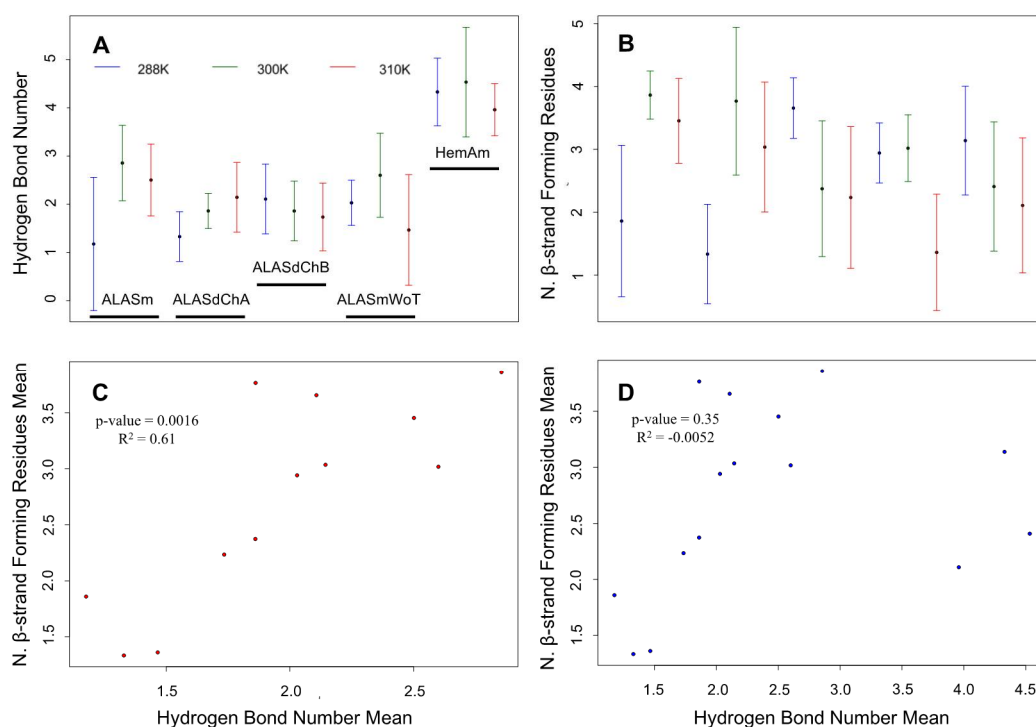 A
288K 300K 310K
Hydrogen Bond Number
5
4
3
2
1
0
ALASm
ALASdChA
ALASdChB
ALASmWoT
HemAm
B
N. β-strand Forming Residues
5
4
3
2
1
C
p-value = 0.0016
R² = 0.61
N. β-strand Forming Residues Mean
3.5
3.0
2.5
2.0
1.5
1.5 2.0 2.5
Hydrogen Bond Number Mean
D
p-value = 0.35
R² = -0.0052
N. β-strand Forming Residues Mean
3.5
3.0
2.5
2.0
1.5
1.5 2.0 2.5 3.0 3.5 4.0 4.5
Hydrogen Bond Number Mean